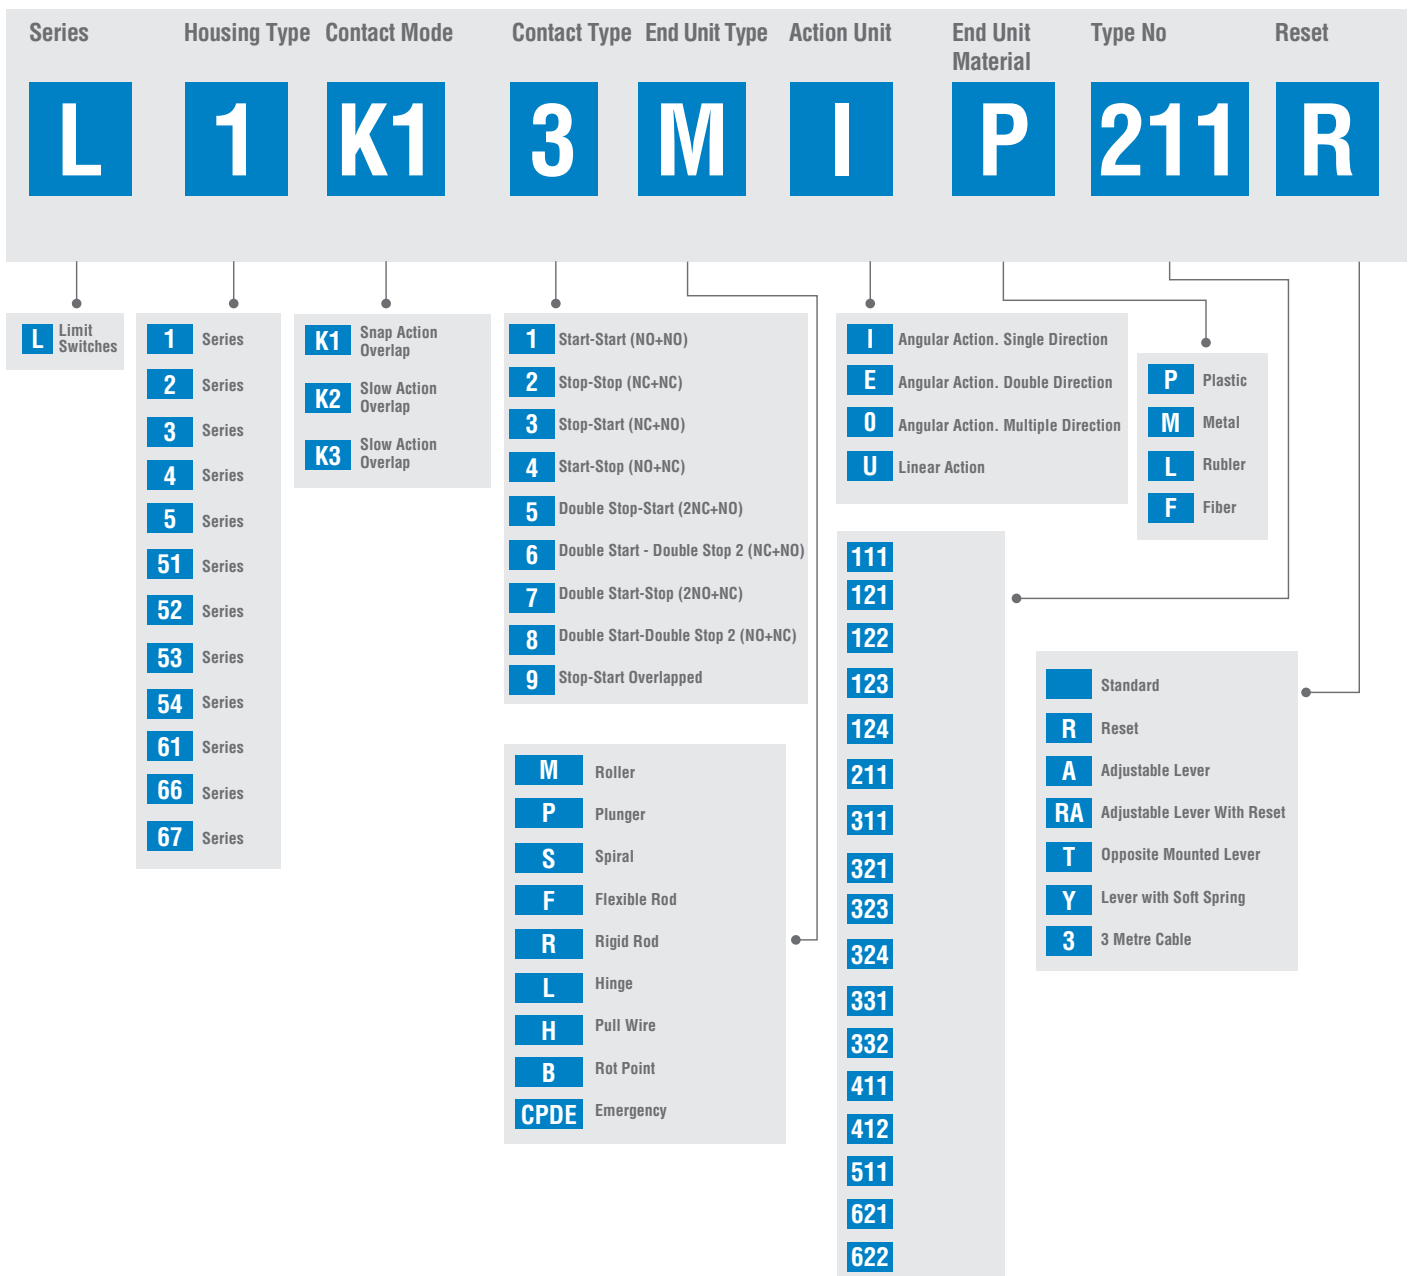 Series
Housing Type
Contact Mode
Contact Type
End Unit Type
Action Unit
End Unit
Material
Type No
Reset
L
1
K1
3
M
I
P
211
R
L Limit
Switches
1 Series
2 Series
3 Series
4 Series
5 Series
51 Series
52 Series
53 Series
54 Series
61 Series
66 Series
67 Series
K1 Snap Action
Overlap
K2 Slow Action
Overlap
K3 Slow Action
Overlap
1 Start-Start (NO+NO)
2 Stop-Stop (NC+NC)
3 Stop-Start (NC+NO)
4 Start-Stop (NO+NC)
5 Double Stop-Start (2NC+NO)
6 Double Start - Double Stop 2 (NC+NO)
7 Double Start-Stop (2NO+NC)
8 Double Start-Double Stop 2 (NO+NC)
9 Stop-Start Overlapped
M Roller
P Plunger
S Spiral
F Flexible Rod
R Rigid Rod
L Hinge
H Pull Wire
B Rot Point
CPDE Emergency
I Angular Action. Single Direction
E Angular Action. Double Direction
0 Angular Action. Multiple Direction
U Linear Action
P Plastic
M Metal
L Rubler
F Fiber
111
121
122
123
124
211
311
321
323
324
331
332
411
412
511
621
622
Standard
R Reset
A Adjustable Lever
RA Adjustable Lever With Reset
T Opposite Mounted Lever
Y Lever with Soft Spring
3 3 Metre Cable